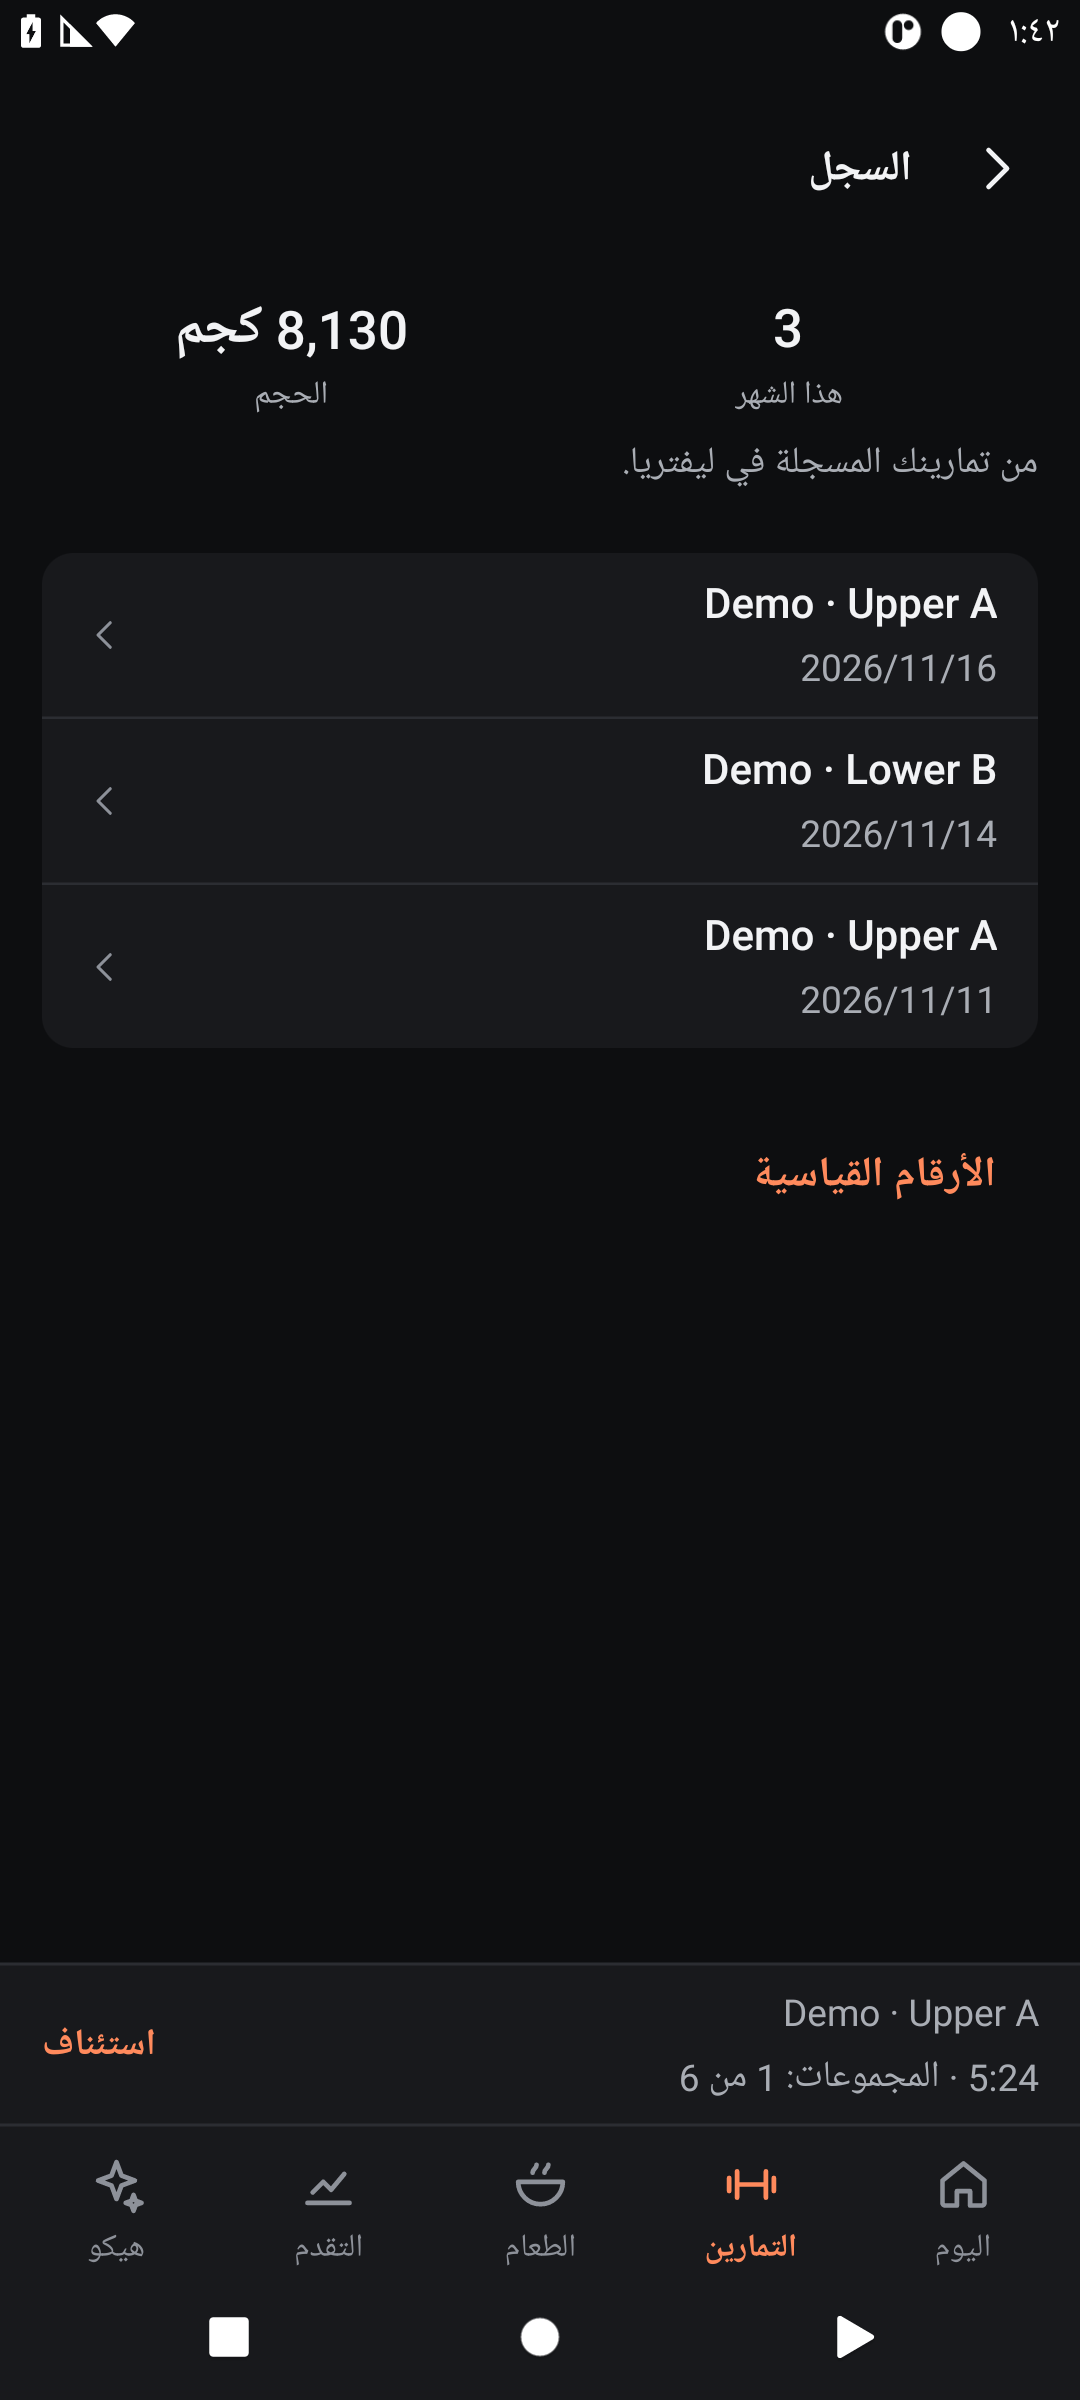 ١:٤٢
السجل
3
هذا الشهر
8,130 كجم
الحجم
من تمارينك المسجلة في ليفتريا.
Demo · Upper A
2026/11/16
Demo · Lower B
2026/11/14
Demo · Upper A
2026/11/11
الأرقام القياسية
Demo · Upper A
5:24 · المجموعات: 1 من 6
استئناف
اليوم
التمارين
الطعام
التقدم
هيكو